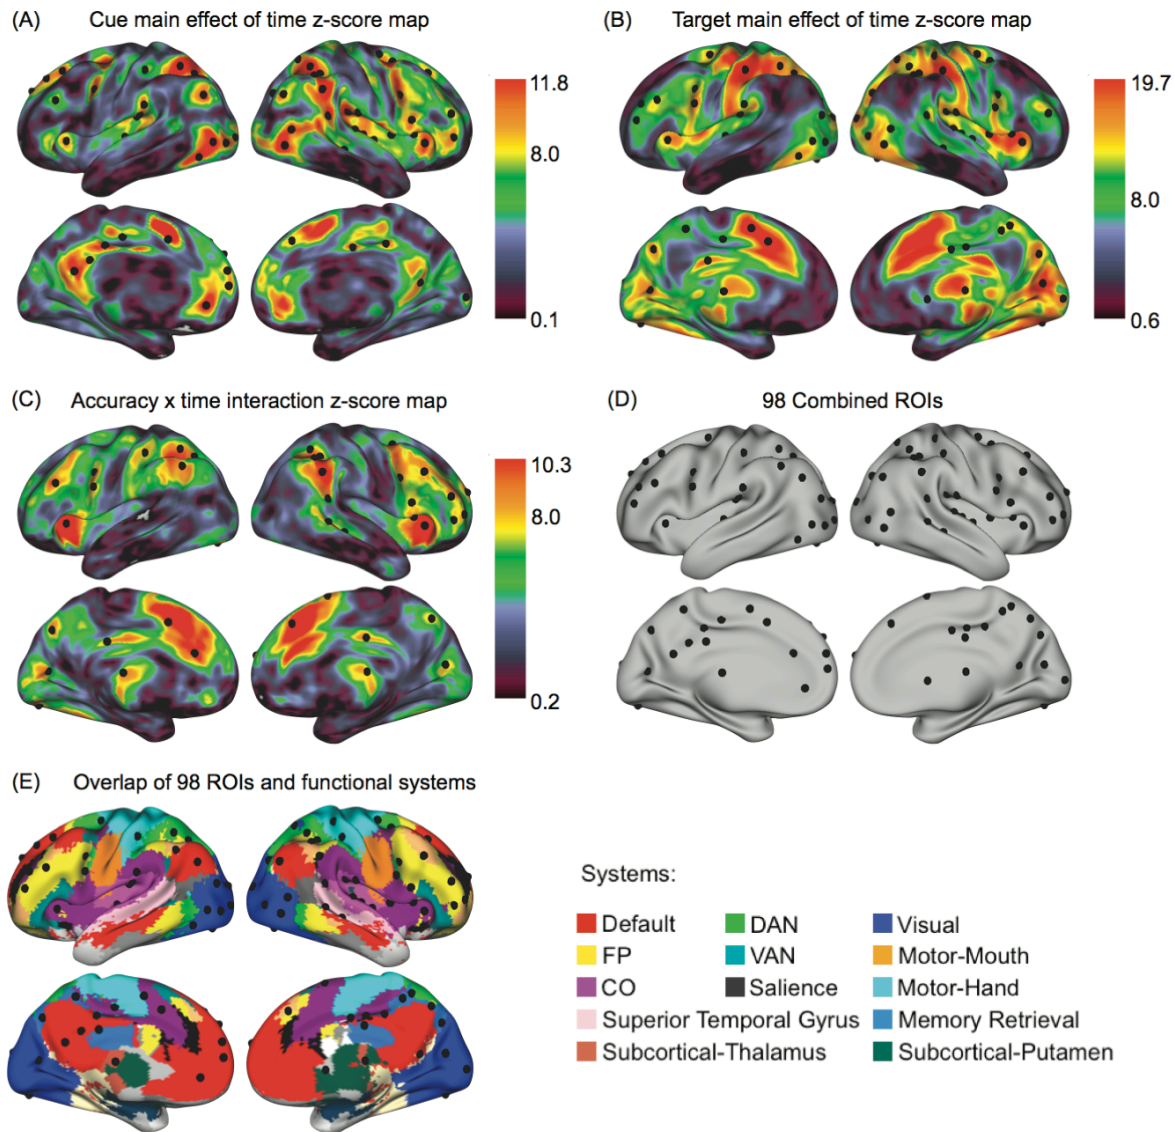 (A) Cue main effect of time z-score map
11.8
8.0
0.1
(B) Target main effect of time z-score map
19.7
8.0
0.6
(C) Accuracy x time interaction z-score map
10.3
8.0
0.2
(D) 98 Combined ROIs
(E) Overlap of 98 ROIs and functional systems
Systems:
Default DAN Visual
FP VAN Motor-Mouth
CO Salience Motor-Hand
Superior Temporal Gyrus Memory Retrieval
Subcortical-Thalamus Subcortical-Putamen